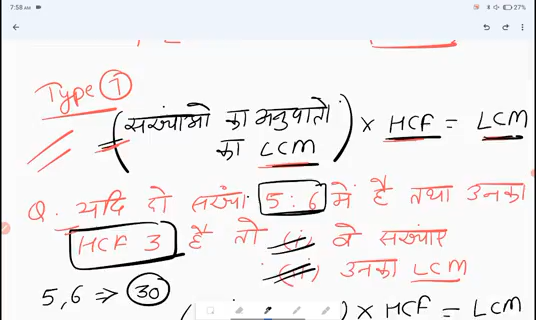 7:58 AM
27%
Type ①
(संख्याओ का अनुपातो का LCM) × HCF = LCM
Q. यदि दो संख्या 5:6 में है तथा उनका
HCF 3 है तो (i) वे संख्याए
(ii) उनका LCM
5,6 ⇒ 30
) × HCF = LCM